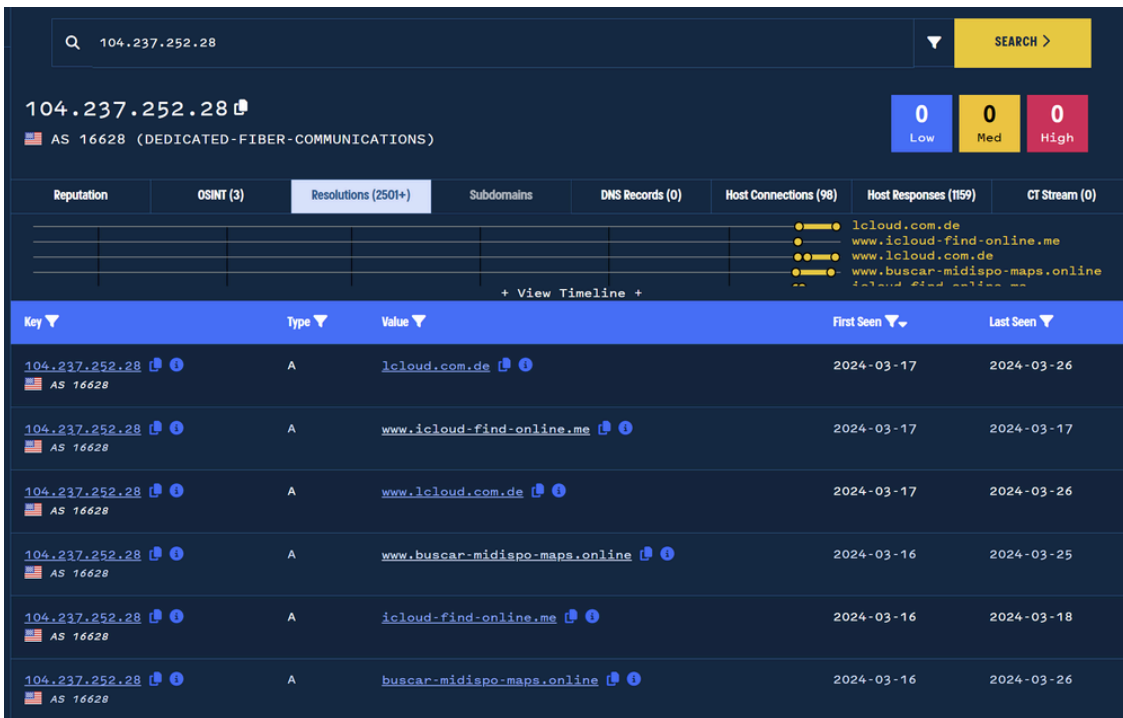 104.237.252.28
SEARCH >
104.237.252.28
AS 16628 (DEDICATED-FIBER-COMMUNICATIONS)
0 0 0
Low Med High
Reputation OSINT (3) Resolutions (2501+) Subdomains DNS Records (0) Host Connections (98) Host Responses (1159) CT Stream (0)
lcloud.com.de
www.icloud-find-online.me
www.lcloud.com.de
www.buscar-midispo-maps.online
icloud-find-online.me
+ View Timeline +
Key Type Value First Seen Last Seen
104.237.252.28 A lcloud.com.de 2024-03-17 2024-03-26
AS 16628
104.237.252.28 A www.icloud-find-online.me 2024-03-17 2024-03-17
AS 16628
104.237.252.28 A www.lcloud.com.de 2024-03-17 2024-03-26
AS 16628
104.237.252.28 A www.buscar-midispo-maps.online 2024-03-16 2024-03-25
AS 16628
104.237.252.28 A icloud-find-online.me 2024-03-16 2024-03-18
AS 16628
104.237.252.28 A buscar-midispo-maps.online 2024-03-16 2024-03-26
AS 16628